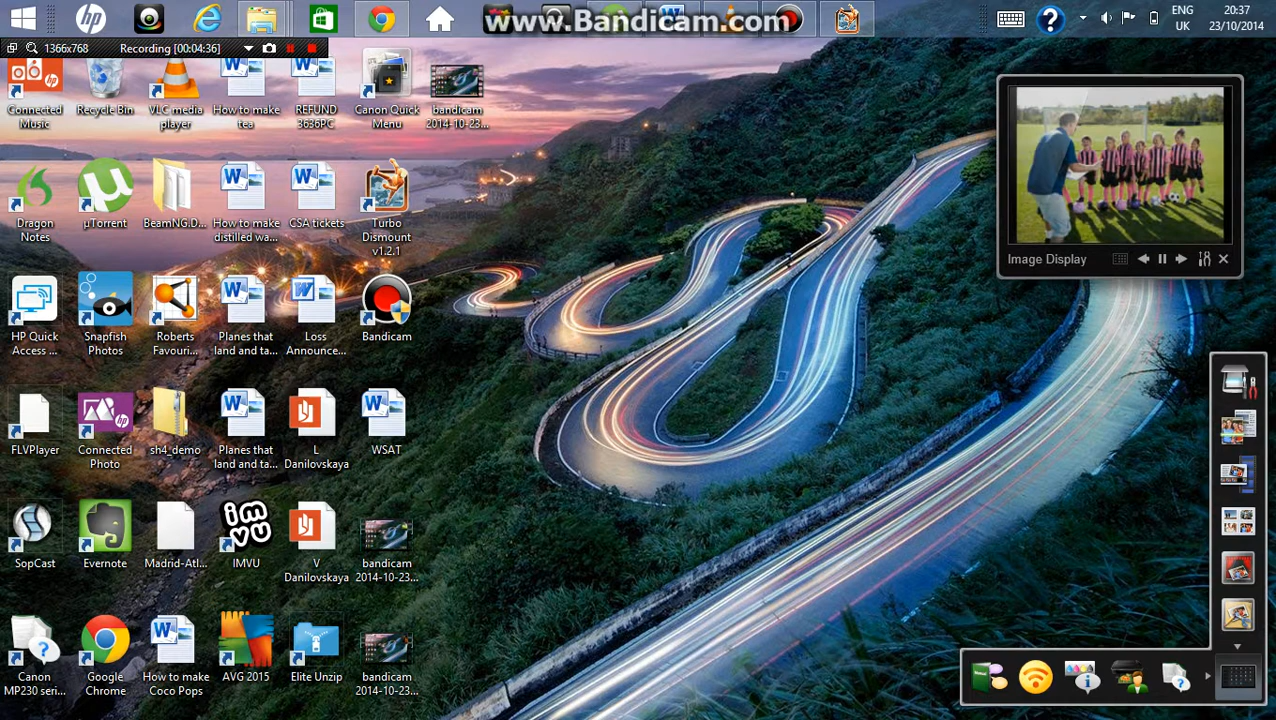 www.Bandicam.com
ENG
UK
20:37
23/10/2014
1366x768
Recording [00:04:36]
Connected
Music
Recycle Bin
VLC media
player
How to make
tea
REFUND
3636PC
Canon Quick
Menu
bandicam
2014-10-23...
Dragon
Notes
µTorrent
BeamNG.D...
How to make
distilled wa...
CSA tickets
Turbo
Dismount
v1.2.1
HP Quick
Access ...
Snapfish
Photos
Roberts
Favouri...
Planes that
land and ta...
Loss
Announce...
Bandicam
FLVPlayer
Connected
Photo
sh4_demo
Planes that
land and ta...
L
Danilovskaya
WSAT
SopCast
Evernote
Madrid-Atl...
IMVU
V
Danilovskaya
bandicam
2014-10-23...
Canon
MP230 seri...
Google
Chrome
How to make
Coco Pops
AVG 2015
Elite Unzip
bandicam
2014-10-23...
Image Display